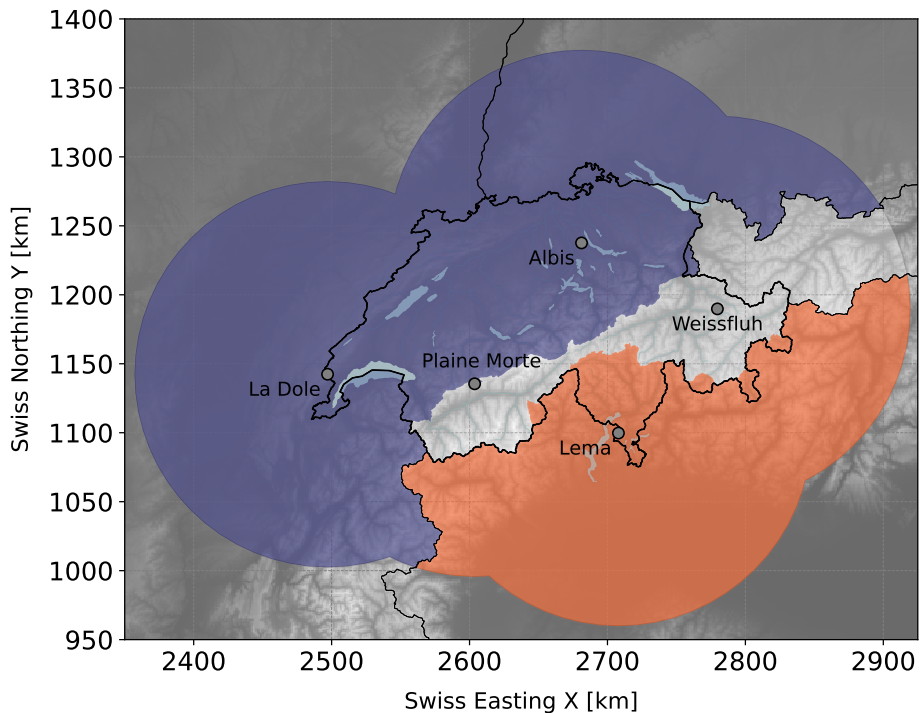 1400
1350
1300
1250
1200
1150
1100
1050
1000
950
Swiss Northing Y [km]
Albis
Weissfluh
Plaine Morte
La Dole
Lema
2400
2500
2600
2700
2800
2900
Swiss Easting X [km]